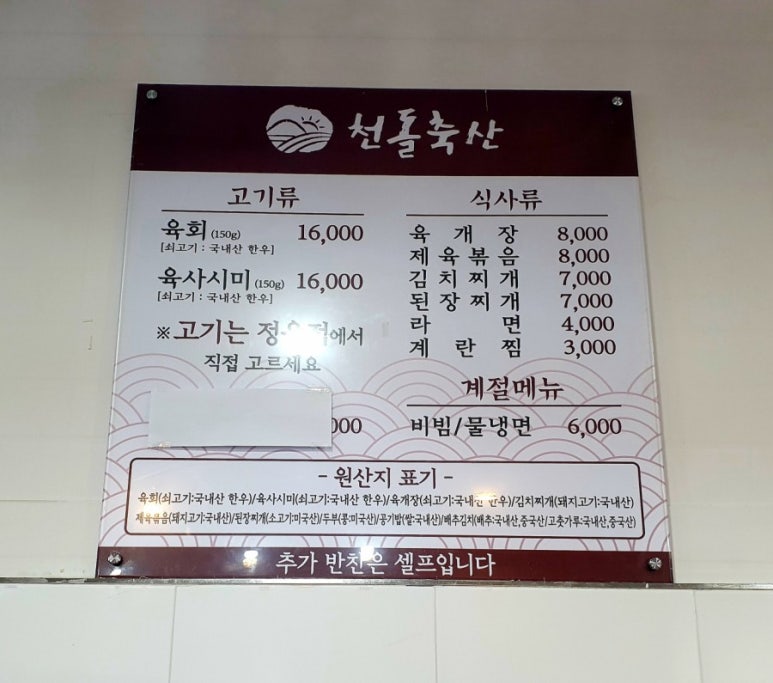 천돌축산
고기류
육회 (150g) 16,000
[쇠고기 : 국내산 한우]
육사시미 (150g) 16,000
[쇠고기 : 국내산 한우]
※고기는 에서
직접 고르세요
000
식사류
육개장 8,000
제육볶음 8,000
김치찌개 7,000
된장찌개 7,000
라면 4,000
계란찜 3,000
계절메뉴
비빔/물냉면 6,000
- 원산지 표기 -
육회(쇠고기:국내산 한우)/육사시미(쇠고기:국내산 한우)/육개장(쇠고기:국내산 한우)/김치찌개(돼지고기:국내산)
제육볶음(돼지고기:국내산)/된장찌개(소고기:미국산)/두부(콩:미국산)/공기밥(쌀:국내산)/배추김치(배추:국내산,중국산/고춧가루:국내산,중국산)
추가 반찬은 셀프입니다